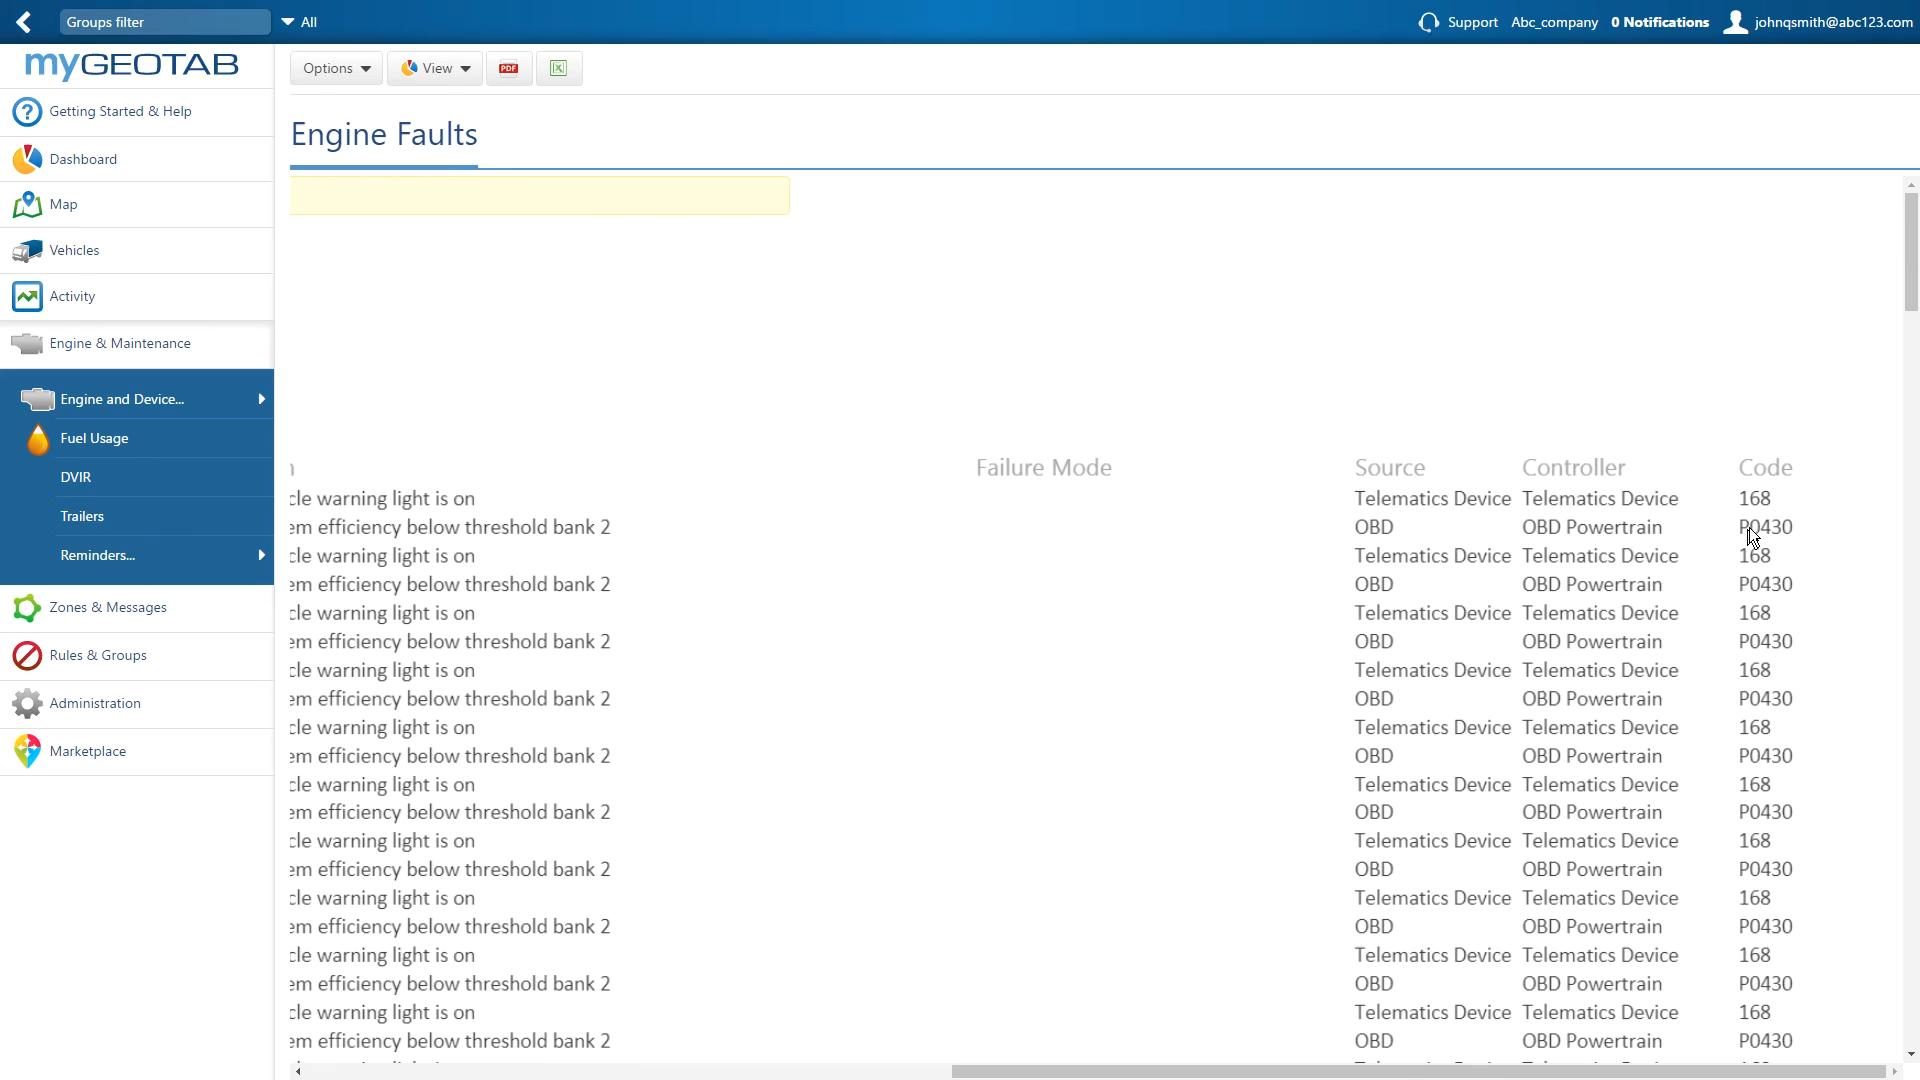 Groups filter All Support Abc_company 0 Notifications johnqsmith@abc123.com
myGEOTAB
Options View PDF
Getting Started & Help
Engine Faults
Dashboard
Map
Vehicles
Activity
Engine & Maintenance
Engine and Device...
Fuel Usage
DVIR
Trailers
Reminders...
Zones & Messages
Rules & Groups
Administration
Marketplace
n Failure Mode Source Controller Code
cle warning light is on Telematics Device Telematics Device 168
em efficiency below threshold bank 2 OBD OBD Powertrain P0430
cle warning light is on Telematics Device Telematics Device 168
em efficiency below threshold bank 2 OBD OBD Powertrain P0430
cle warning light is on Telematics Device Telematics Device 168
em efficiency below threshold bank 2 OBD OBD Powertrain P0430
cle warning light is on Telematics Device Telematics Device 168
em efficiency below threshold bank 2 OBD OBD Powertrain P0430
cle warning light is on Telematics Device Telematics Device 168
em efficiency below threshold bank 2 OBD OBD Powertrain P0430
cle warning light is on Telematics Device Telematics Device 168
em efficiency below threshold bank 2 OBD OBD Powertrain P0430
cle warning light is on Telematics Device Telematics Device 168
em efficiency below threshold bank 2 OBD OBD Powertrain P0430
cle warning light is on Telematics Device Telematics Device 168
em efficiency below threshold bank 2 OBD OBD Powertrain P0430
cle warning light is on Telematics Device Telematics Device 168
em efficiency below threshold bank 2 OBD OBD Powertrain P0430
cle warning light is on Telematics Device Telematics Device 168
em efficiency below threshold bank 2 OBD OBD Powertrain P0430